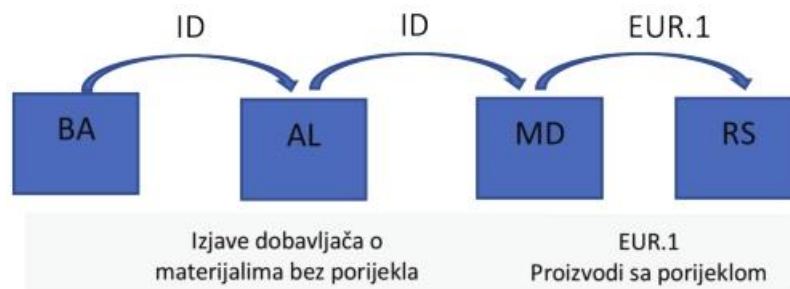 ID ID EUR.1
BA AL MD RS
Izjave dobavljača o
materijalima bez porijekla
EUR.1
Proizvodi sa porijeklom